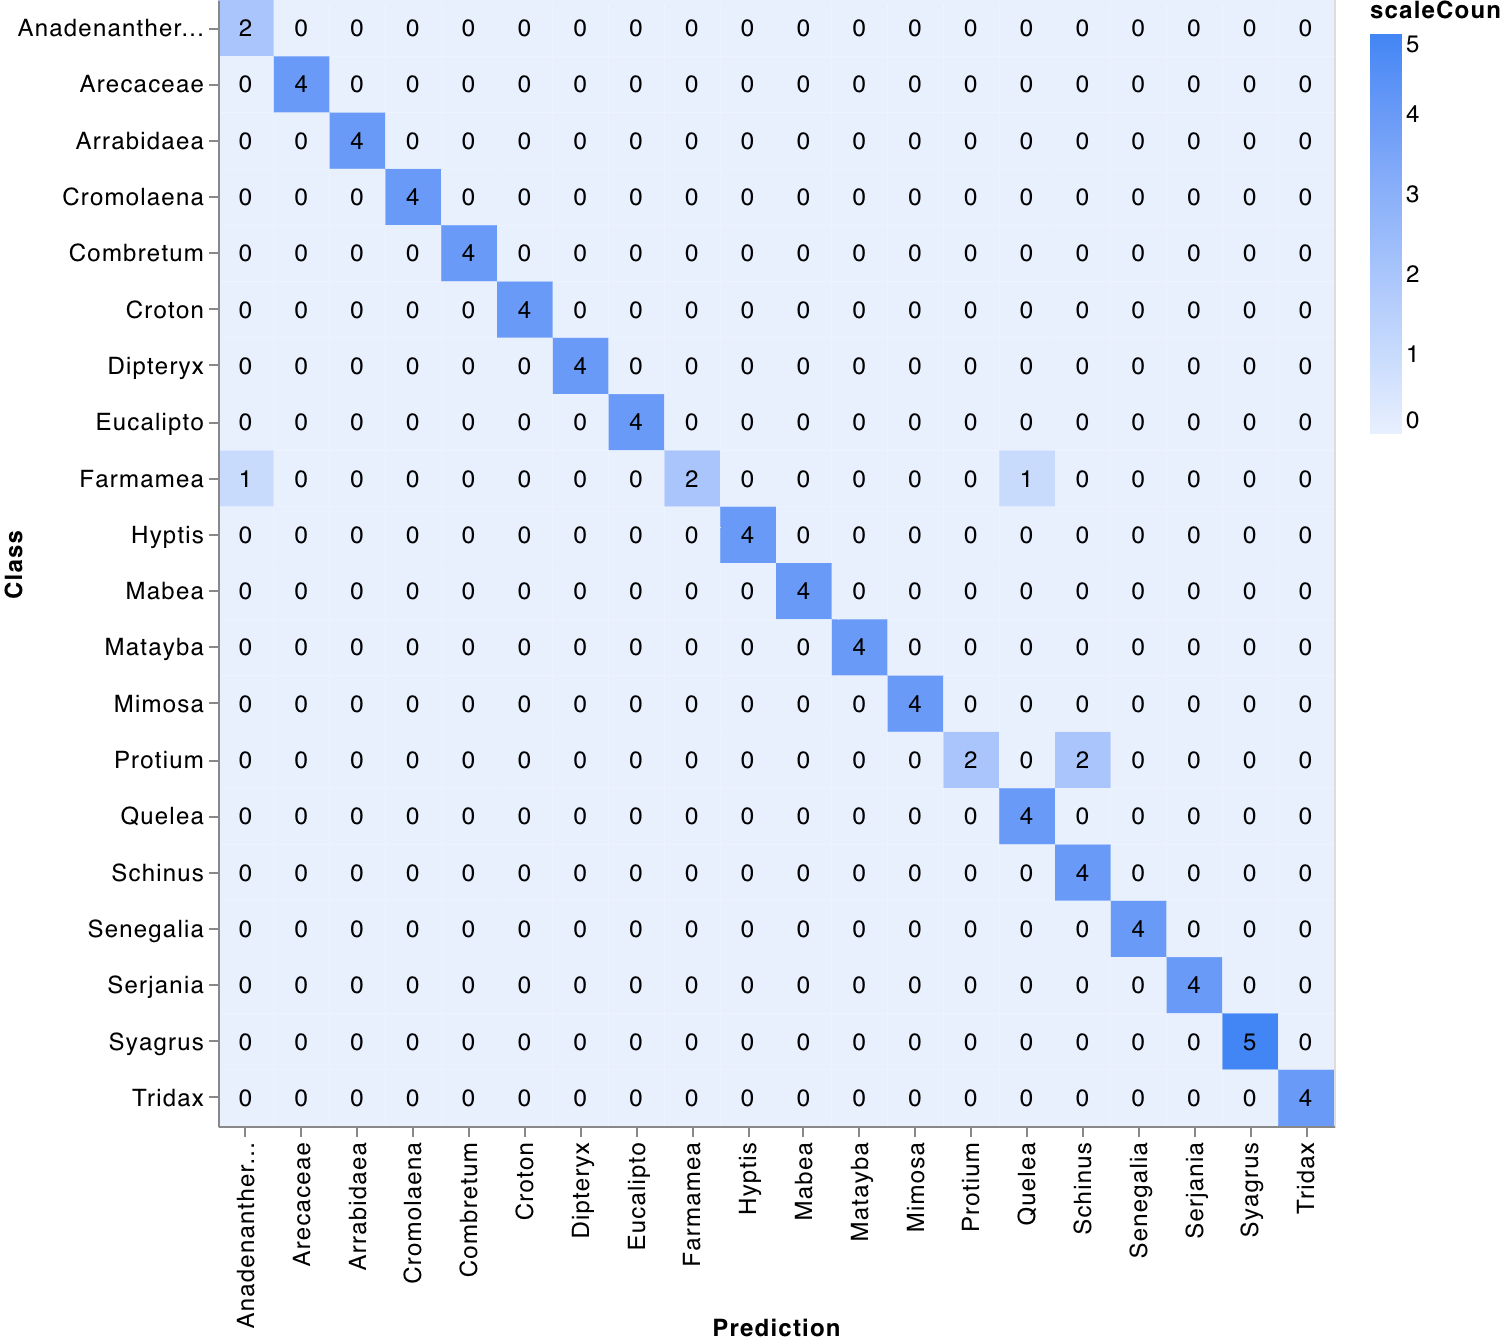 scaleCoun
Anadenanther... 2 0 0 0 0 0 0 0 0 0 0 0 0 0 0 0 0 0 0 0
Arecaceae 0 4 0 0 0 0 0 0 0 0 0 0 0 0 0 0 0 0 0 0
Arrabidaea 0 0 4 0 0 0 0 0 0 0 0 0 0 0 0 0 0 0 0 0
Cromolaena 0 0 0 4 0 0 0 0 0 0 0 0 0 0 0 0 0 0 0 0
Combretum 0 0 0 0 4 0 0 0 0 0 0 0 0 0 0 0 0 0 0 0
Croton 0 0 0 0 0 4 0 0 0 0 0 0 0 0 0 0 0 0 0 0
Dipteryx 0 0 0 0 0 0 4 0 0 0 0 0 0 0 0 0 0 0 0 0
Eucalipto 0 0 0 0 0 0 0 4 0 0 0 0 0 0 0 0 0 0 0 0
Farmamea 1 0 0 0 0 0 0 0 2 0 0 0 0 0 1 0 0 0 0 0
Hyptis 0 0 0 0 0 0 0 0 0 4 0 0 0 0 0 0 0 0 0 0
Mabea 0 0 0 0 0 0 0 0 0 0 4 0 0 0 0 0 0 0 0 0
Matayba 0 0 0 0 0 0 0 0 0 0 0 4 0 0 0 0 0 0 0 0
Mimosa 0 0 0 0 0 0 0 0 0 0 0 0 4 0 0 0 0 0 0 0
Protium 0 0 0 0 0 0 0 0 0 0 0 0 0 2 0 2 0 0 0 0
Quelea 0 0 0 0 0 0 0 0 0 0 0 0 0 0 4 0 0 0 0 0
Schinus 0 0 0 0 0 0 0 0 0 0 0 0 0 0 0 4 0 0 0 0
Senegalia 0 0 0 0 0 0 0 0 0 0 0 0 0 0 0 0 4 0 0 0
Serjania 0 0 0 0 0 0 0 0 0 0 0 0 0 0 0 0 0 4 0 0
Syagrus 0 0 0 0 0 0 0 0 0 0 0 0 0 0 0 0 0 0 5 0
Tridax 0 0 0 0 0 0 0 0 0 0 0 0 0 0 0 0 0 0 0 4
Class
Anadenanther...
Arecaceae
Arrabidaea
Cromolaena
Combretum
Croton
Dipteryx
Eucalipto
Farmamea
Hyptis
Mabea
Matayba
Mimosa
Protium
Quelea
Schinus
Senegalia
Serjania
Syagrus
Tridax
Prediction
5
4
3
2
1
0